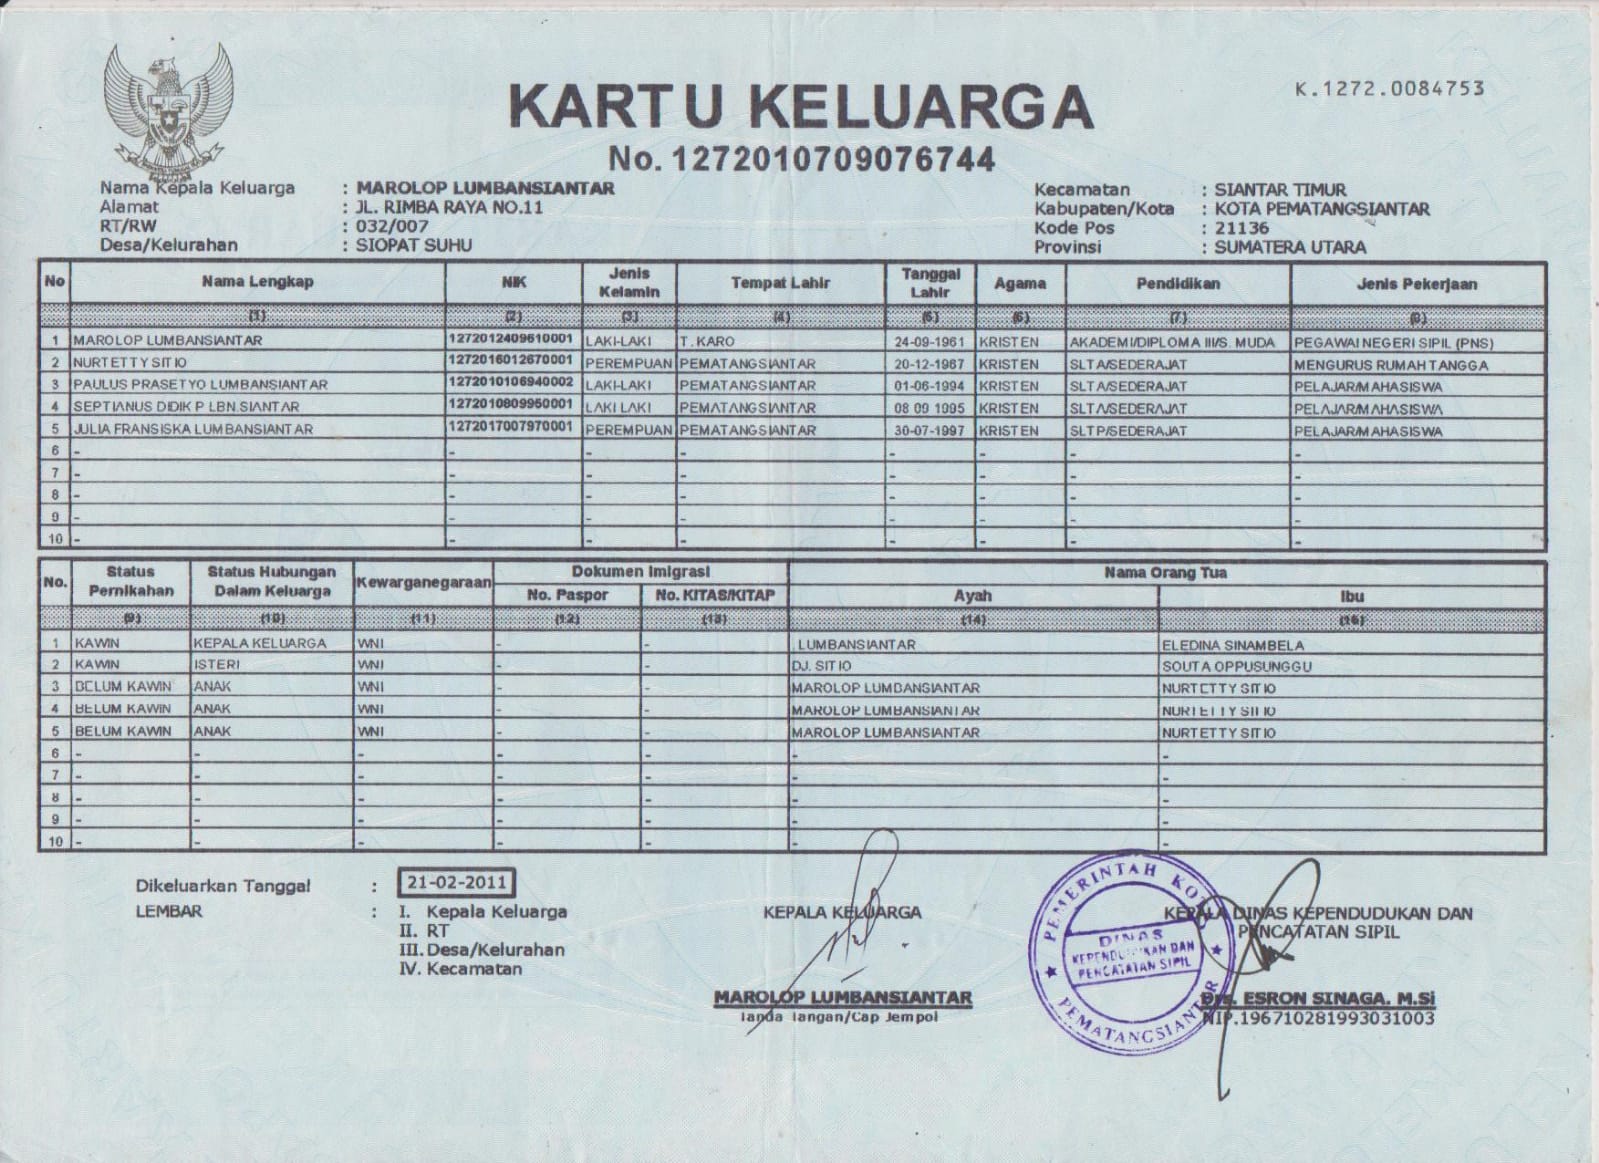 K.1272.0084753
KARTU KELUARGA
No. 1272010709076744
Nama Kepala Keluarga : MAROLOP LUMBANSIANTAR
Alamat : JL. RIMBA RAYA NO.11
RT/RW : 032/007
Desa/Kelurahan : SIOPAT SUHU
Kecamatan : SIANTAR TIMUR
Kabupaten/Kota : KOTA PEMATANGSIANTAR
Kode Pos : 21136
Provinsi : SUMATERA UTARA
No Nama Lengkap NIK Jenis Kelamin Tempat Lahir Tanggal Lahir Agama Pendidikan Jenis Pekerjaan
(1) (2) (3) (4) (5) (6) (7) (8)
1 MAROLOP LUMBANSIANTAR 1272012409610001 LAKI-LAKI T. KARO 24-09-1961 KRISTEN AKADEMI/DIPLOMA III/S. MUDA PEGAWAI NEGERI SIPIL (PNS)
2 NURTETTY SITIO 1272016012670001 PEREMPUAN PEMATANGSIANTAR 20-12-1967 KRISTEN SLTA/SEDERAJAT MENGURUS RUMAH TANGGA
3 PAULUS PRASETYO LUMBANSIANTAR 1272010106940002 LAKI-LAKI PEMATANGSIANTAR 01-06-1994 KRISTEN SLTA/SEDERAJAT PELAJAR/MAHASISWA
4 SEPTIANUS DIDIK P LBN.SIANTAR 1272010809950001 LAKI LAKI PEMATANGSIANTAR 08 09 1995 KRISTEN SLTA/SEDERAJAT PELAJAR/MAHASISWA
5 JULIA FRANSISKA LUMBANSIANTAR 1272017007970001 PEREMPUAN PEMATANGSIANTAR 30-07-1997 KRISTEN SLTP/SEDERAJAT PELAJAR/MAHASISWA
6 - - - - - - - -
7 - - - - - - - -
8 - - - - - - - -
9 - - - - - - - -
10 - - - - - - - -
No. Status Pernikahan Status Hubungan Dalam Keluarga Kewarganegaraan Dokumen Imigrasi Nama Orang Tua
No. Paspor No. KITAS/KITAP Ayah Ibu
(9) (10) (11) (12) (13) (14) (15)
1 KAWIN KEPALA KELUARGA WNI - - . LUMBANSIANTAR ELEDINA SINAMBELA
2 KAWIN ISTERI WNI - - DJ. SITIO SOUTA OPPUSUNGGU
3 BELUM KAWIN ANAK WNI - - MAROLOP LUMBANSIANTAR NURTETTY SITIO
4 BELUM KAWIN ANAK WNI - - MAROLOP LUMBANSIANTAR NURTETTY SITIO
5 BELUM KAWIN ANAK WNI - - MAROLOP LUMBANSIANTAR NURTETTY SITIO
6 - - - - - - -
7 - - - - - - -
8 - - - - - - -
9 - - - - - - -
10 - - - - - - -
Dikeluarkan Tanggal : 21-02-2011
LEMBAR : I. Kepala Keluarga
II. RT
III. Desa/Kelurahan
IV. Kecamatan
KEPALA KELUARGA
MAROLOP LUMBANSIANTAR
Tanda Tangan/Cap Jempol
PEMERINTAH KOTA
DINAS
KEPENDUDUKAN DAN
PENCATATAN SIPIL
PEMATANGSIANTAR
KEPALA DINAS KEPENDUDUKAN DAN
PENCATATAN SIPIL
Drs. ESRON SINAGA. M.Si
NIP.196710281993031003